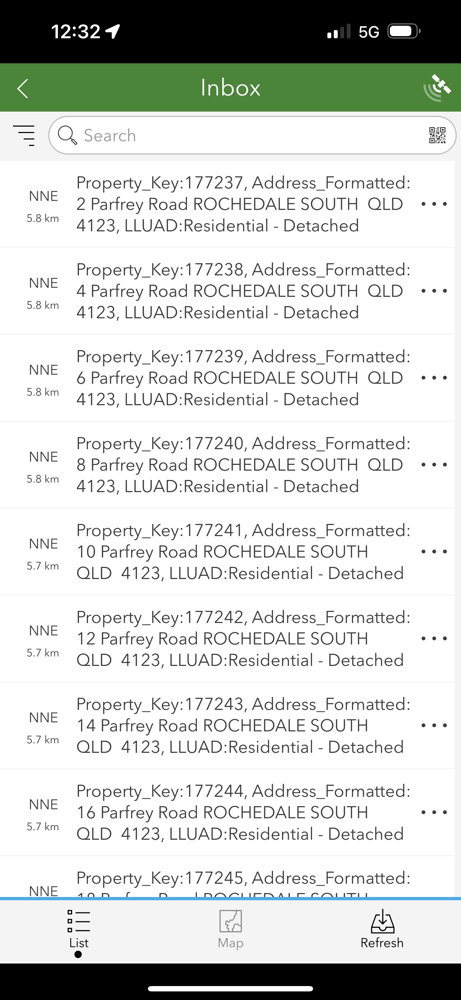 12:32
5G
Inbox
Search
NNE
5.8 km
Property_Key:177237, Address_Formatted:
2 Parfrey Road ROCHEDALE SOUTH  QLD
4123, LLUAD:Residential - Detached
NNE
5.8 km
Property_Key:177238, Address_Formatted:
4 Parfrey Road ROCHEDALE SOUTH  QLD
4123, LLUAD:Residential - Detached
NNE
5.8 km
Property_Key:177239, Address_Formatted:
6 Parfrey Road ROCHEDALE SOUTH  QLD
4123, LLUAD:Residential - Detached
NNE
5.8 km
Property_Key:177240, Address_Formatted:
8 Parfrey Road ROCHEDALE SOUTH  QLD
4123, LLUAD:Residential - Detached
NNE
5.7 km
Property_Key:177241, Address_Formatted:
10 Parfrey Road ROCHEDALE SOUTH
QLD  4123, LLUAD:Residential - Detached
NNE
5.7 km
Property_Key:177242, Address_Formatted:
12 Parfrey Road ROCHEDALE SOUTH
QLD  4123, LLUAD:Residential - Detached
NNE
5.7 km
Property_Key:177243, Address_Formatted:
14 Parfrey Road ROCHEDALE SOUTH
QLD  4123, LLUAD:Residential - Detached
NNE
5.7 km
Property_Key:177244, Address_Formatted:
16 Parfrey Road ROCHEDALE SOUTH
QLD  4123, LLUAD:Residential - Detached
NNE
Property_Key:177245, Address_Formatted:
18 Parfrey Road ROCHEDALE SOUTH
List
Map
Refresh